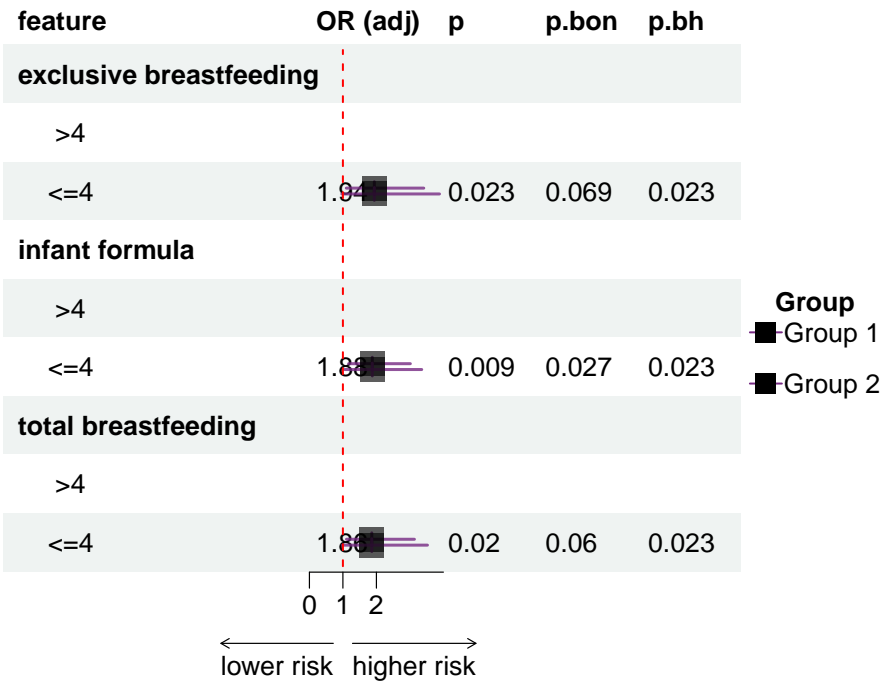 feature OR (adj) p p.bon p.bh
exclusive breastfeeding
>4
<=4 0.023 0.069 0.023
infant formula
>4
<=4 0.009 0.027 0.023
total breastfeeding
>4
<=4 0.02 0.06 0.023
Group
Group 1
Group 2
0 1 2
lower risk higher risk